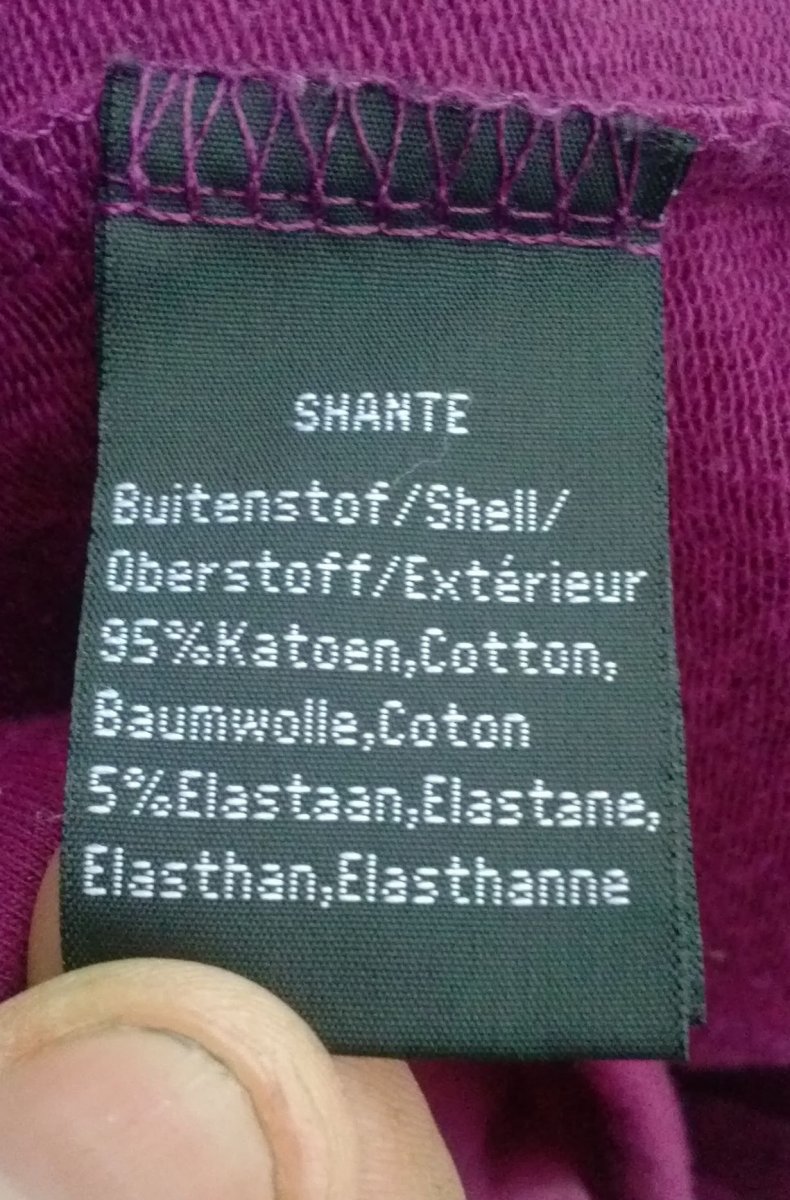 SHANTE
Buitenstof/Shell/
Oberstoff/Extérieur
95%Katoen,Cotton,
Baumwolle,Coton
5%Elastaan,Elastane,
Elasthan,Elasthanne